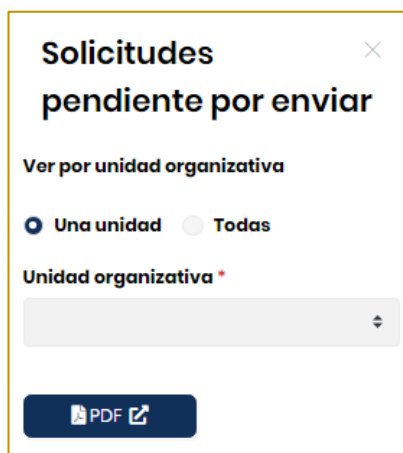 Solicitudes
pendiente por enviar
Ver por unidad organizativa
Una unidad Todas
Unidad organizativa *
PDF